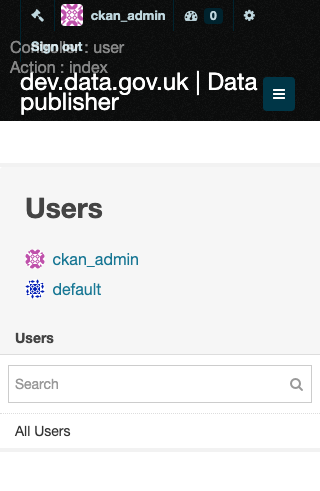 ckan_admin 0
Sign out
Controller : user
Action : index
dev.data.gov.uk | Data
publisher
Users
ckan_admin
default
Users
Search
All Users